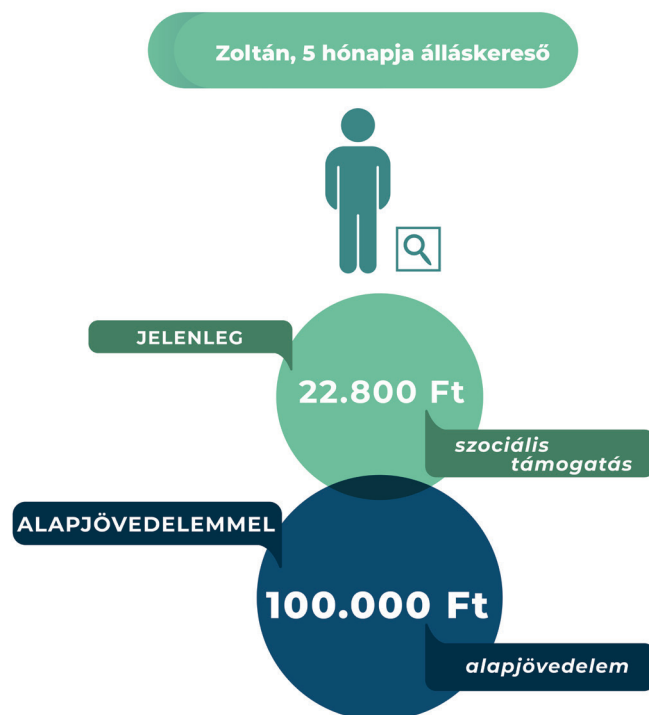 Zoltán, 5 hónapja álláskereső
JELENLEG
22.800 Ft
szociális
támogatás
ALAPJÖVEDELEMMEL
100.000 Ft
alapjövedelem